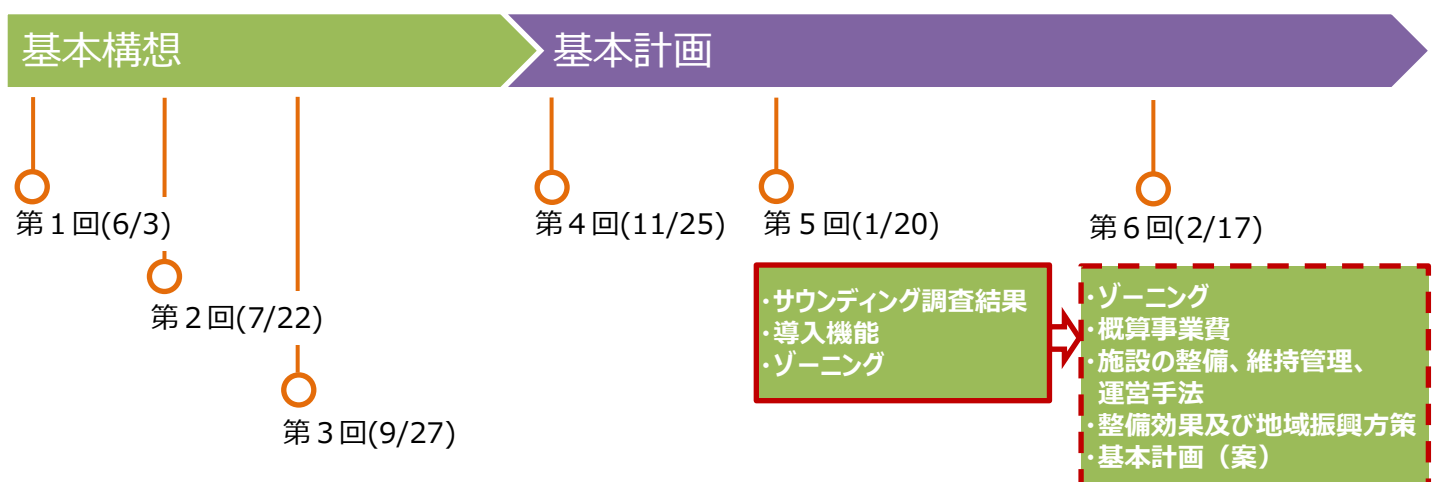 基本構想
基本計画
第１回(6/3)
第２回(7/22)
第３回(9/27)
第４回(11/25)
第５回(1/20)
第６回(2/17)
・サウンディング調査結果
・導入機能
・ゾーニング
・ゾーニング
・概算事業費
・施設の整備、維持管理、
運営手法
・整備効果及び地域振興方策
・基本計画（案）